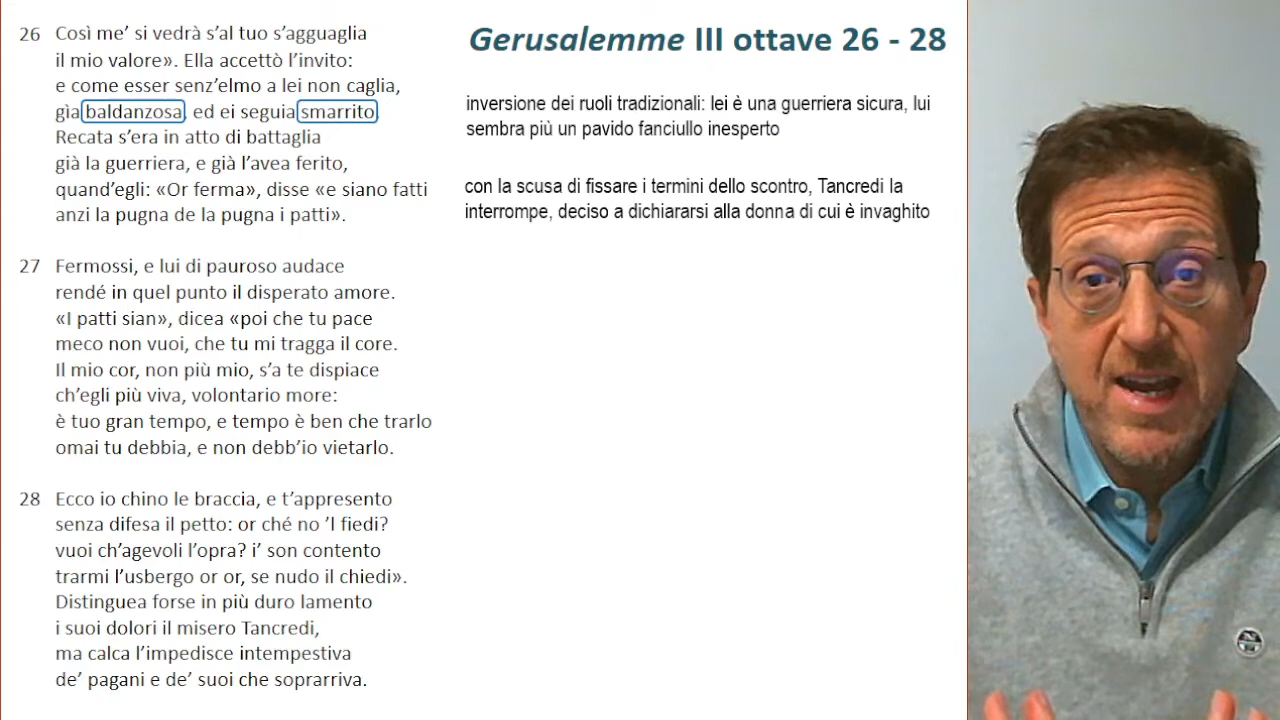 Gerusalemme III ottave 26 - 28
26 Così me’ si vedrà s’al tuo s’agguaglia
il mio valore». Ella accettò l’invito:
e come esser senz’elmo a lei non caglia,
gìa baldanzosa, ed ei seguia smarrito.
Recata s’era in atto di battaglia
già la guerriera, e già l’avea ferito,
quand’egli: «Or ferma», disse «e siano fatti
anzi la pugna de la pugna i patti».
27 Fermossi, e lui di pauroso audace
rendé in quel punto il disperato amore.
«I patti sian», dicea «poi che tu pace
meco non vuoi, che tu mi tragga il core.
Il mio cor, non più mio, s’a te dispiace
ch’egli più viva, volontario more:
è tuo gran tempo, e tempo è ben che trarlo
omai tu debbia, e non debb’io vietarlo.
28 Ecco io chino le braccia, e t’appresento
senza difesa il petto: or ché no ’l fiedi?
vuoi ch’agevoli l’opra? i’ son contento
trarmi l’usbergo or or, se nudo il chiedi».
Distinguea forse in più duro lamento
i suoi dolori il misero Tancredi,
ma calca l’impedisce intempestiva
de’ pagani e de’ suoi che soprarriva.
inversione dei ruoli tradizionali: lei è una guerriera sicura, lui
sembra più un pavido fanciullo inesperto
con la scusa di fissare i termini dello scontro, Tancredi la
interrompe, deciso a dichiararsi alla donna di cui è invaghito